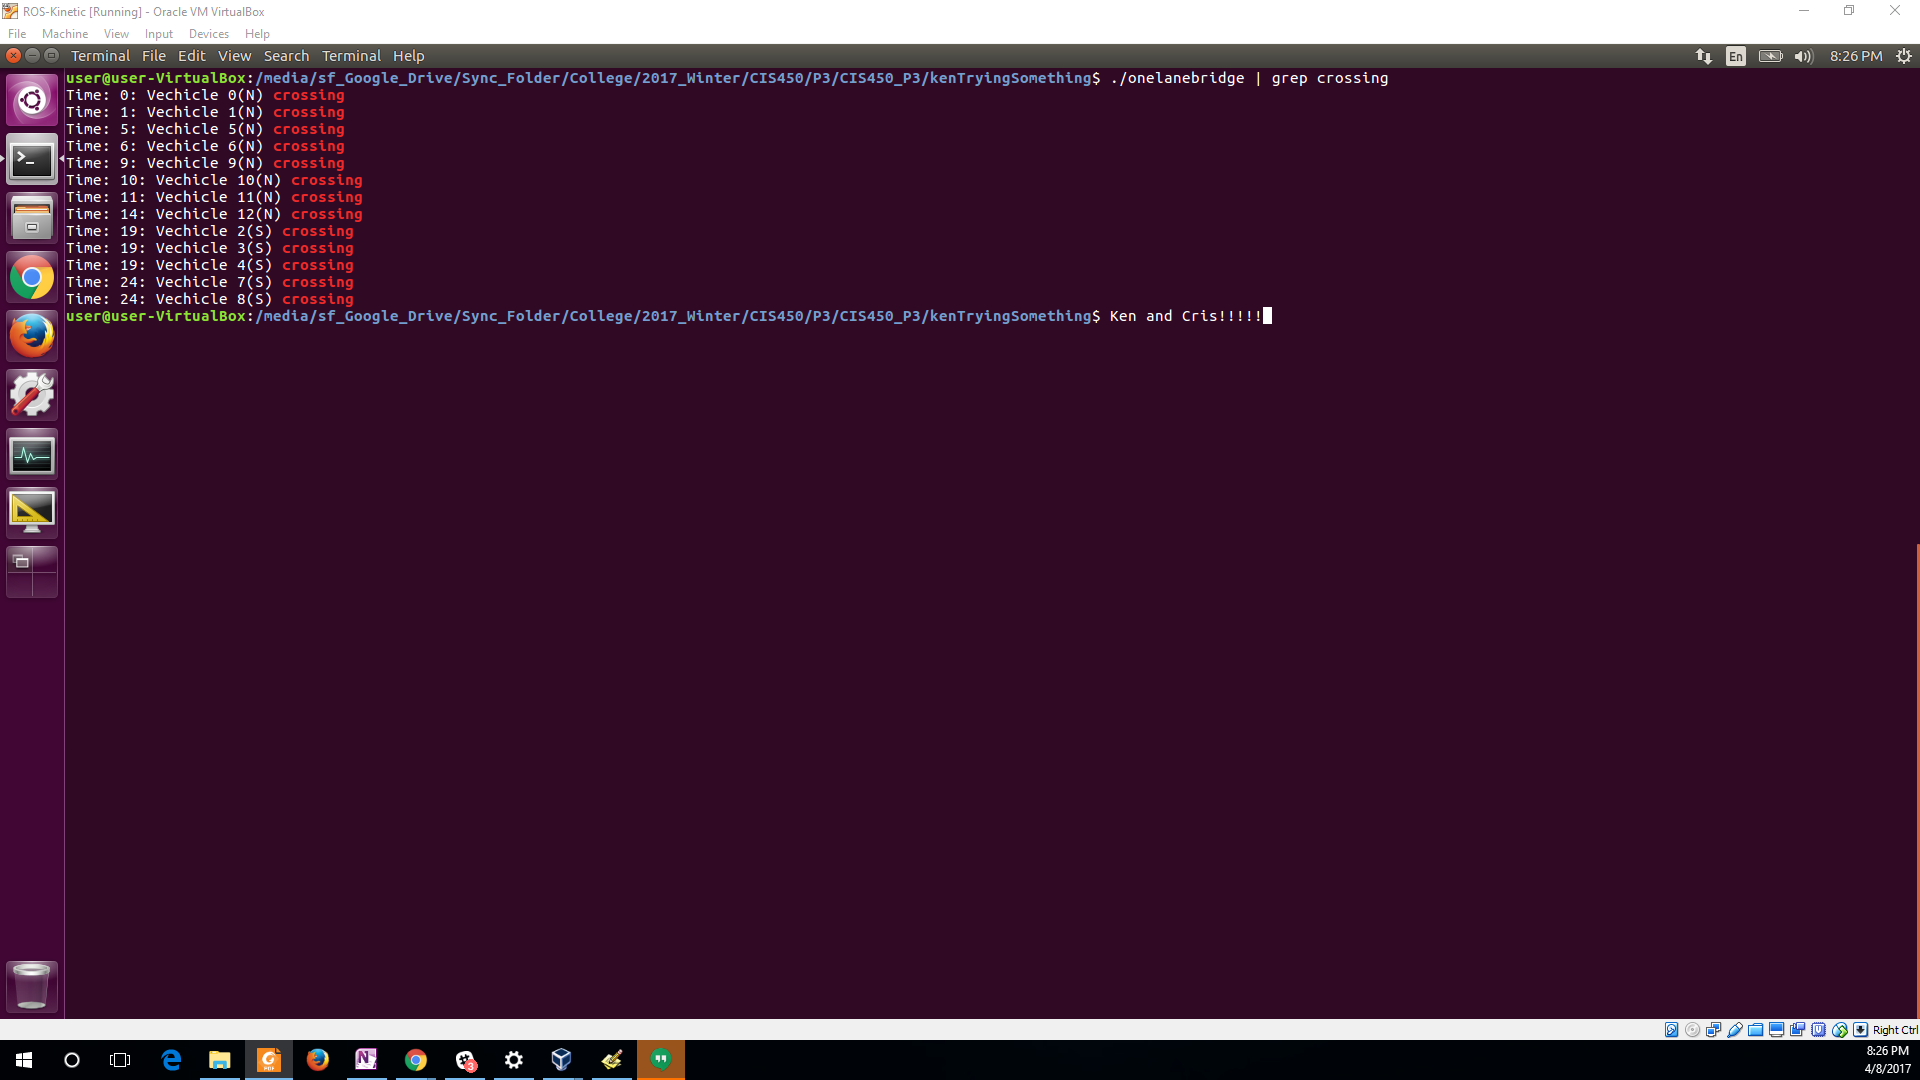 ROS-Kinetic [Running] - Oracle VM VirtualBox
File Machine View Input Devices Help
Terminal File Edit View Search Terminal Help En 8:26 PM
user@user-VirtualBox:/media/sf_Google_Drive/Sync_Folder/College/2017_Winter/CIS450/P3/CIS450_P3/kenTryingSomething$ ./onelanebridge | grep crossing
Time: 0: Vechicle 0(N) crossing
Time: 1: Vechicle 1(N) crossing
Time: 5: Vechicle 5(N) crossing
Time: 6: Vechicle 6(N) crossing
Time: 9: Vechicle 9(N) crossing
Time: 10: Vechicle 10(N) crossing
Time: 11: Vechicle 11(N) crossing
Time: 14: Vechicle 12(N) crossing
Time: 19: Vechicle 2(S) crossing
Time: 19: Vechicle 3(S) crossing
Time: 19: Vechicle 4(S) crossing
Time: 24: Vechicle 7(S) crossing
Time: 24: Vechicle 8(S) crossing
user@user-VirtualBox:/media/sf_Google_Drive/Sync_Folder/College/2017_Winter/CIS450/P3/CIS450_P3/kenTryingSomething$ Ken and Cris!!!!!
Right Ctrl
PDF
N
3
8:26 PM
4/8/2017